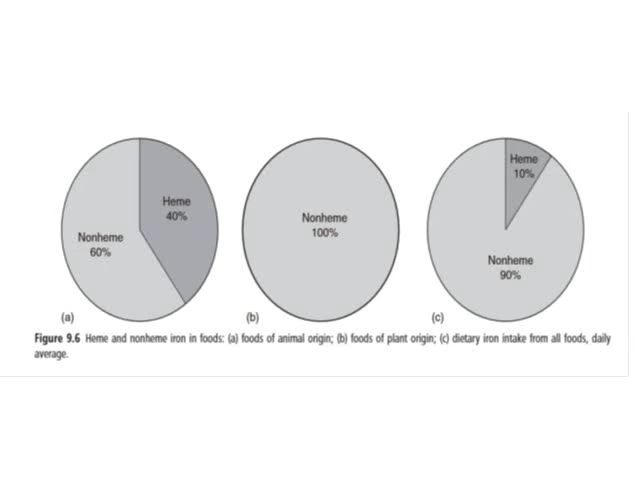 Heme
40%
Nonheme
60%
(a)
Nonheme
100%
(b)
Heme
10%
Nonheme
90%
(c)
Figure 9.6 Heme and nonheme iron in foods: (a) foods of animal origin; (b) foods of plant origin; (c) dietary iron intake from all foods, daily
average.